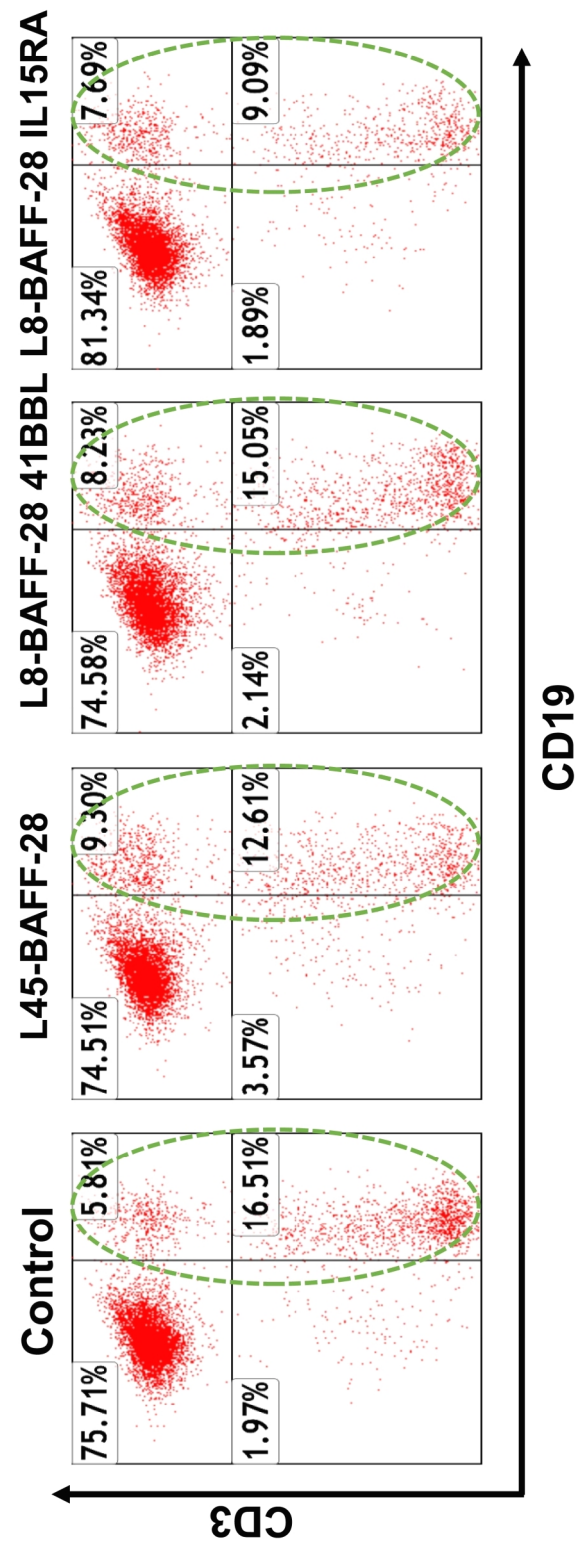 Control
L45-BAFF-28
L8-BAFF-28 41BBL
L8-BAFF-28 IL15RA
75.71%
5.81%
1.97%
16.51%
74.51%
9.30%
3.57%
12.61%
74.58%
8.23%
2.14%
15.05%
81.34%
7.69%
1.89%
9.09%
CD3
CD19